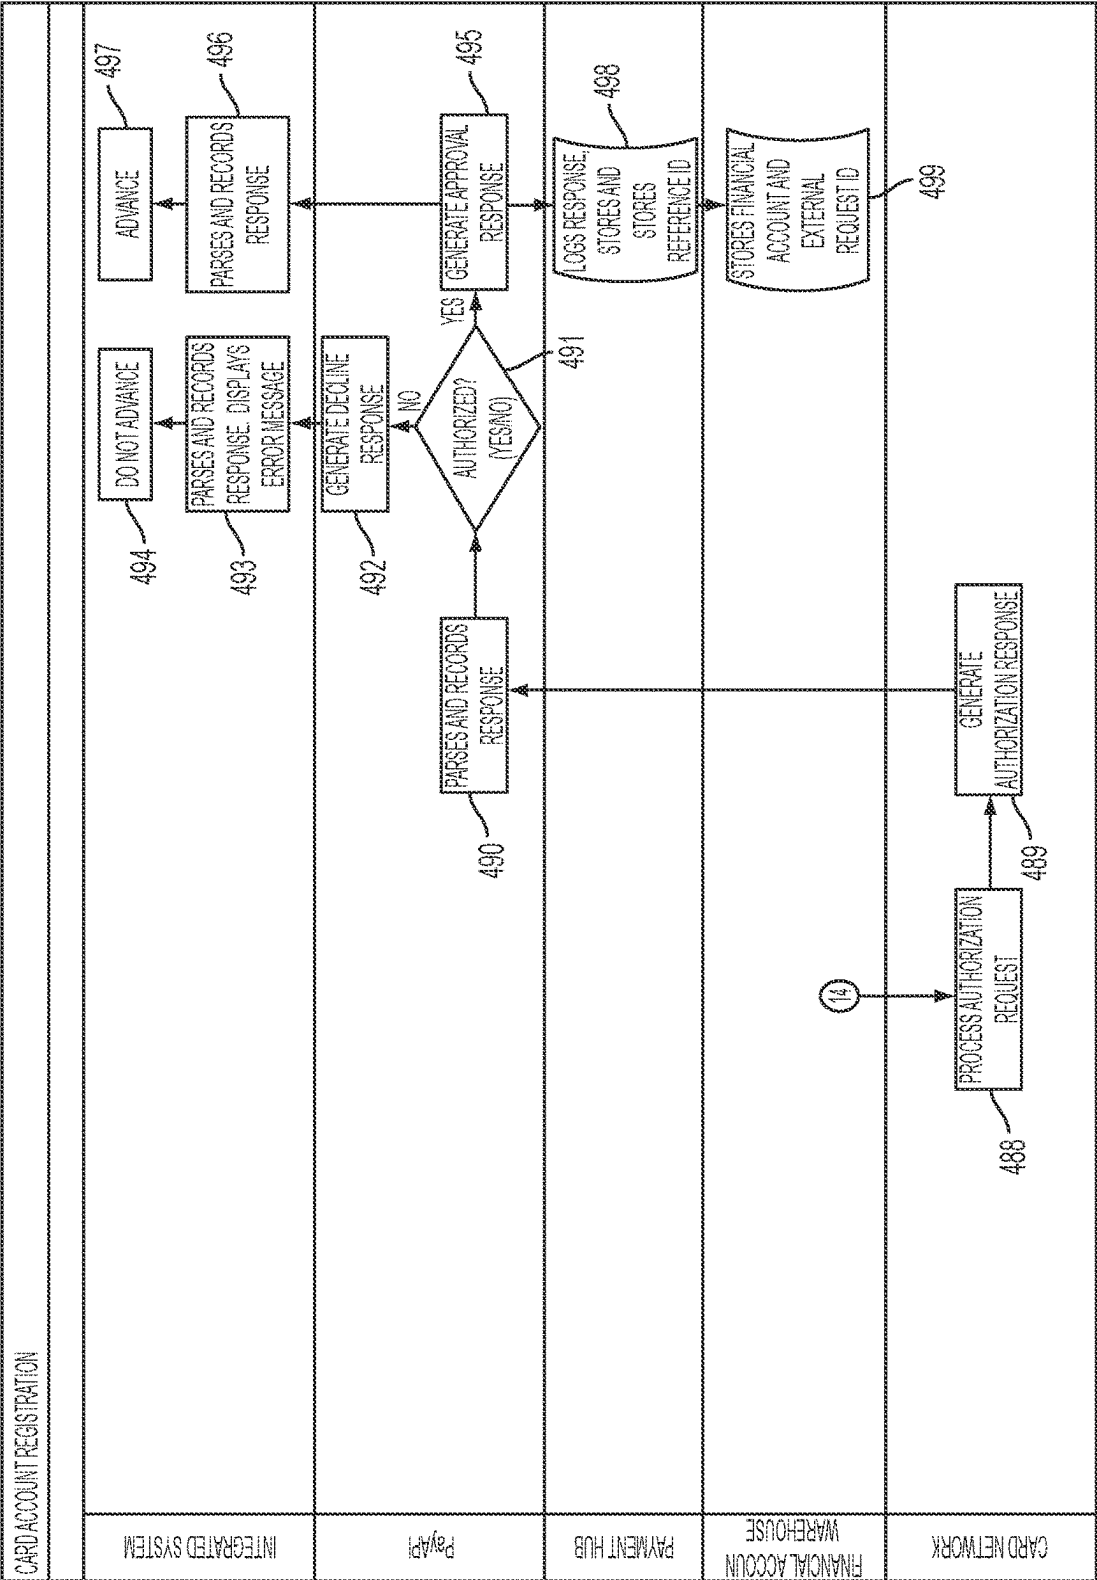 CARD ACCOUNT REGISTRATION
INTEGRATED SYSTEM
DO NOT ADVANCE
494
ADVANCE
497
PARSES AND RECORDS
RESPONSE. DISPLAYS
ERROR MESSAGE
493
PARSES AND RECORDS
RESPONSE
496
PayAPI
GENERATE DECLINE
RESPONSE
492
NO
PARSES AND RECORDS
RESPONSE
490
AUTHORIZED?
(YES/NO)
491
YES
GENERATE APPROVAL
RESPONSE
495
PAYMENT HUB
LOGS RESPONSE,
STORES AND
STORES
REFERENCE ID
498
FINANCIAL ACCOUN
WAREHOUSE
STORES FINANCIAL
ACCOUNT AND
EXTERNAL
REQUEST ID
499
14
CARD NETWORK
PROCESS AUTHORIZATION
REQUEST
488
GENERATE
AUTHORIZATION RESPONSE
489